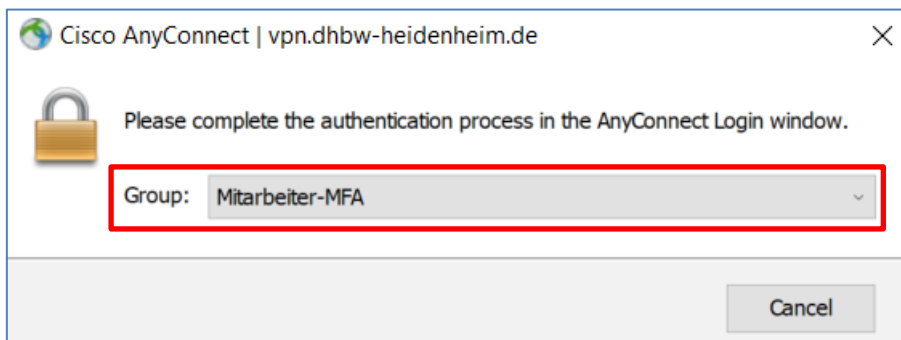 Cisco AnyConnect | vpn.dhbw-heidenheim.de
Please complete the authentication process in the AnyConnect Login window.
Group: Mitarbeiter-MFA
Cancel